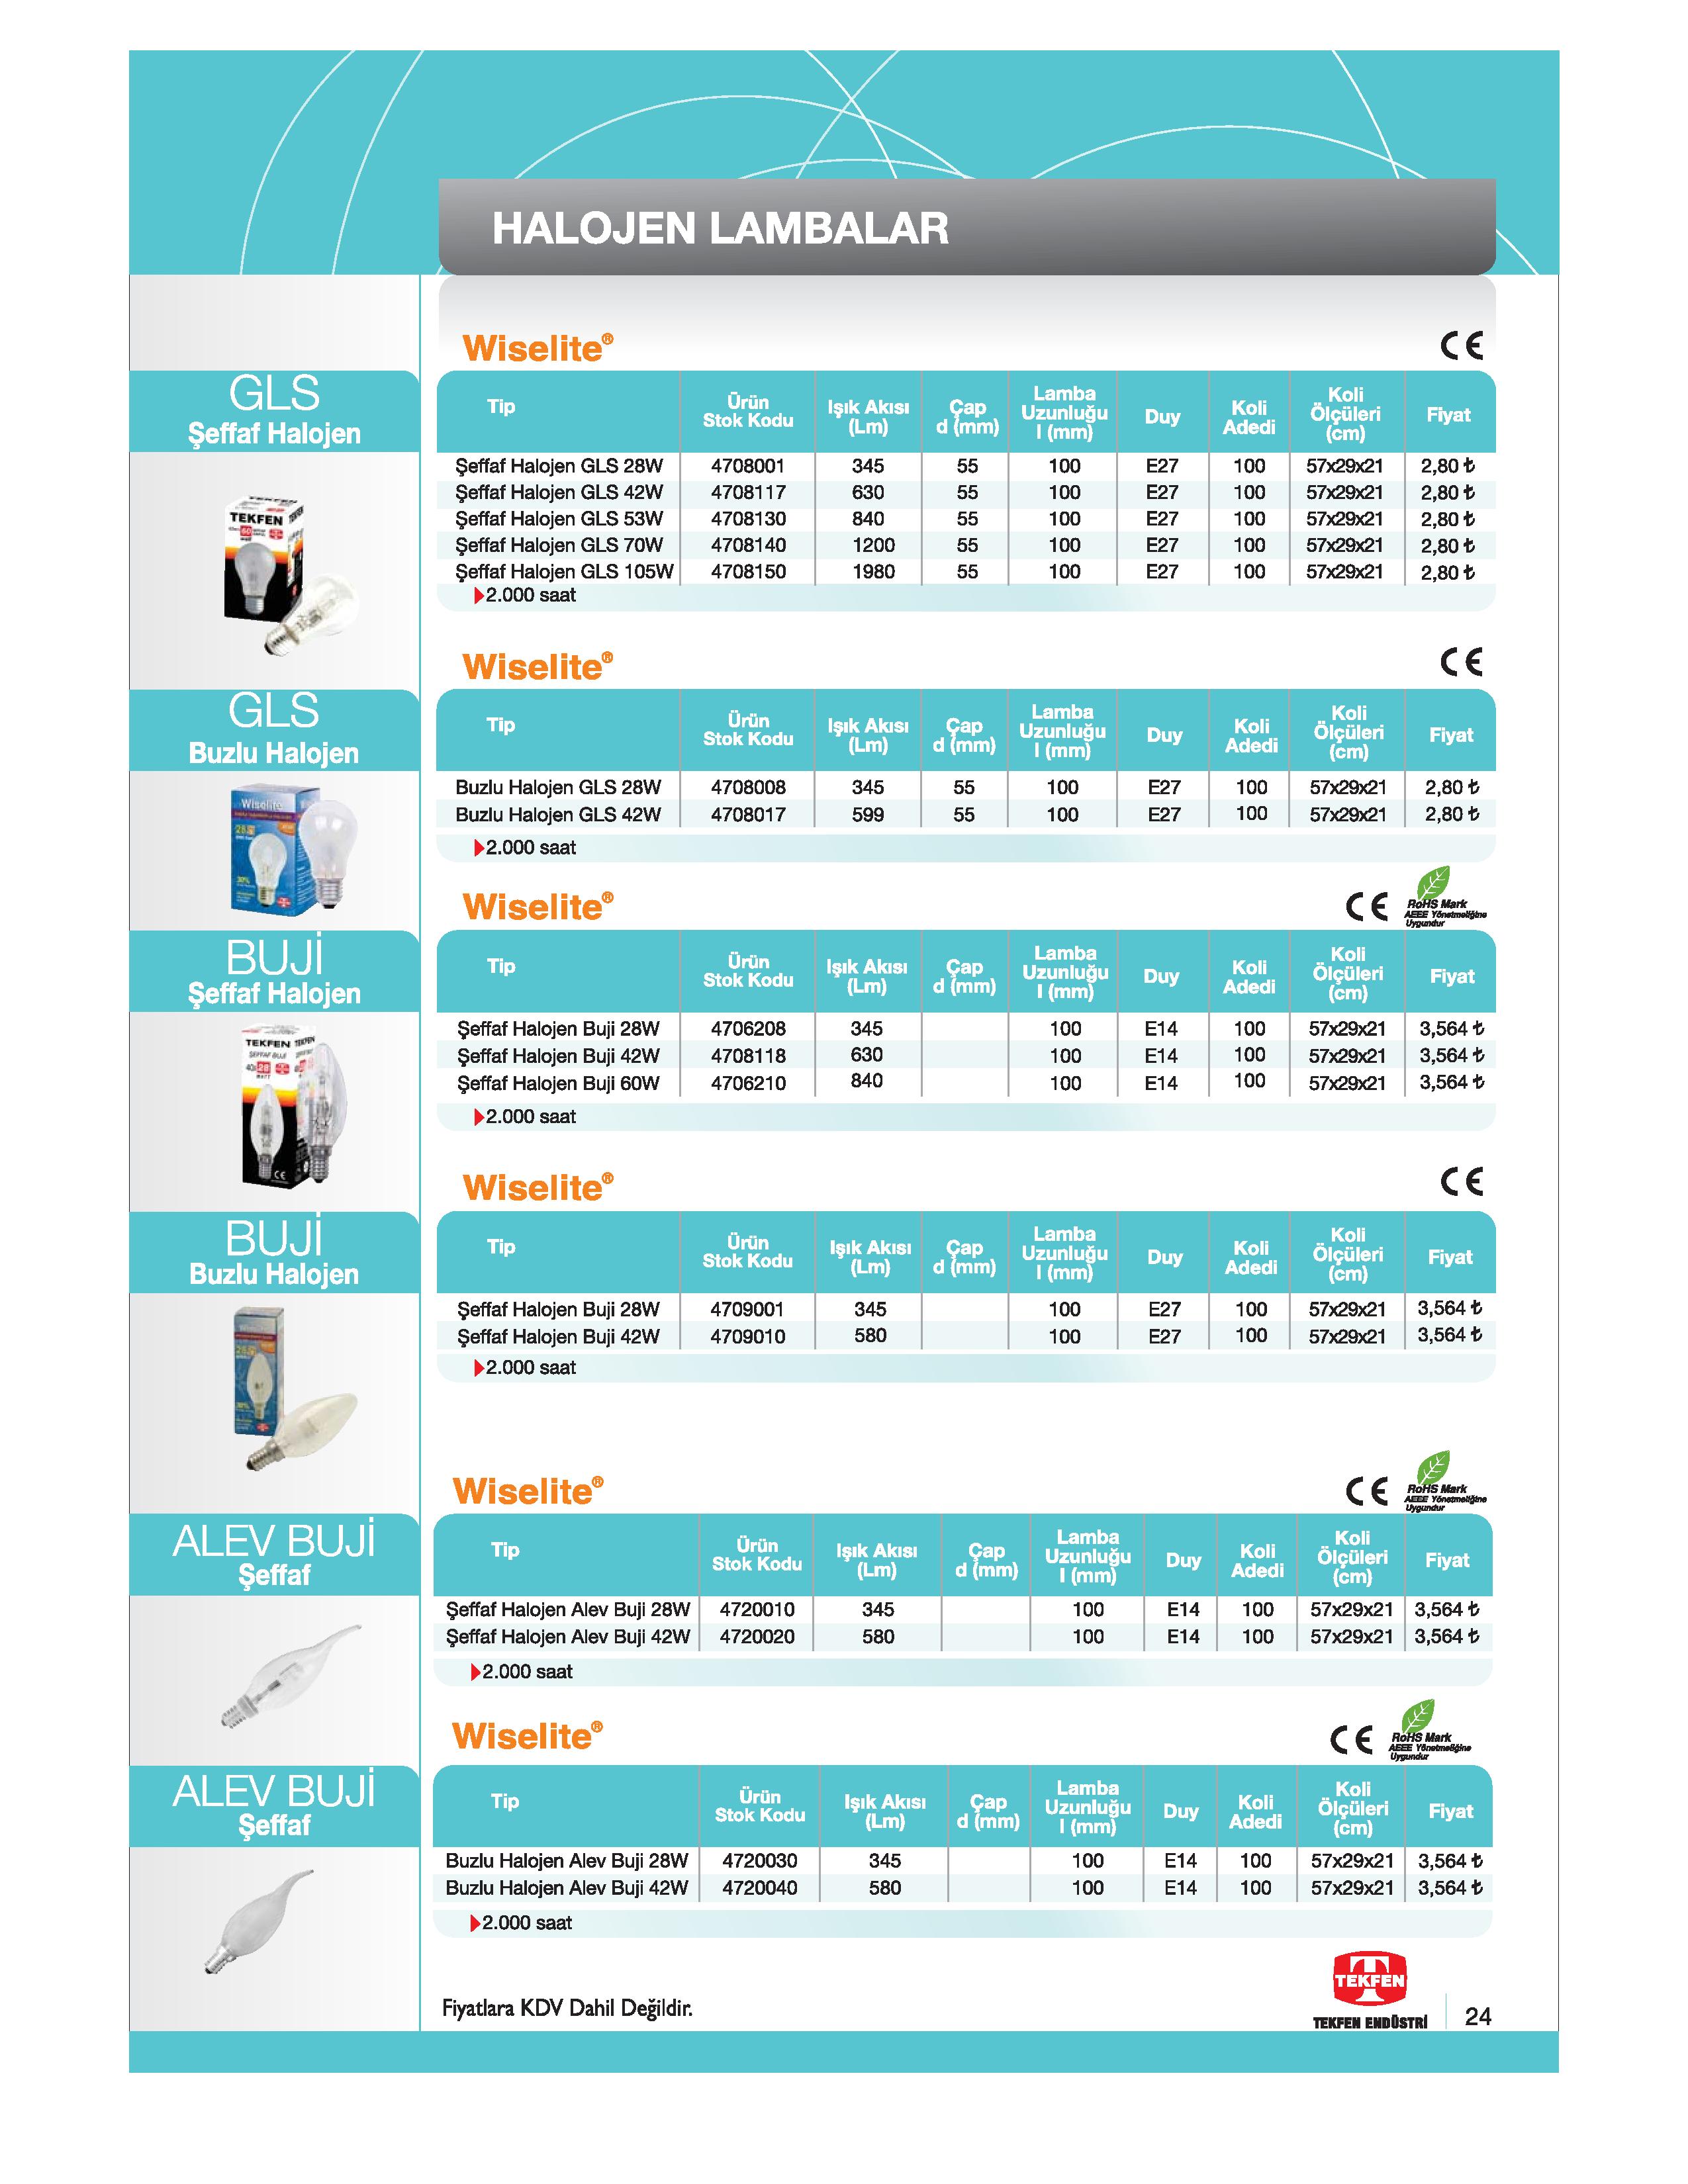 HALOJEN LAMBALAR
Wiselite®
CE
GLS
Şeffaf Halojen
Tip Ürün Stok Kodu Işık Akısı (Lm) Çap d (mm) Lamba Uzunluğu l (mm) Duy Koli Adedi Koli Ölçüleri (cm) Fiyat
Şeffaf Halojen GLS 28W 4708001 345 55 100 E27 100 57x29x21 2,80 ₺
Şeffaf Halojen GLS 42W 4708117 630 55 100 E27 100 57x29x21 2,80 ₺
Şeffaf Halojen GLS 53W 4708130 840 55 100 E27 100 57x29x21 2,80 ₺
Şeffaf Halojen GLS 70W 4708140 1200 55 100 E27 100 57x29x21 2,80 ₺
Şeffaf Halojen GLS 105W 4708150 1980 55 100 E27 100 57x29x21 2,80 ₺
2.000 saat
TEKFEN
Wiselite®
CE
GLS
Buzlu Halojen
Tip Ürün Stok Kodu Işık Akısı (Lm) Çap d (mm) Lamba Uzunluğu l (mm) Duy Koli Adedi Koli Ölçüleri (cm) Fiyat
Buzlu Halojen GLS 28W 4708008 345 55 100 E27 100 57x29x21 2,80 ₺
Buzlu Halojen GLS 42W 4708017 599 55 100 E27 100 57x29x21 2,80 ₺
2.000 saat
Wiselite
Wiselite®
CE
RoHS Mark
AEEE Yönetmeliğine
Uygundur
BUJİ
Şeffaf Halojen
Tip Ürün Stok Kodu Işık Akısı (Lm) Çap d (mm) Lamba Uzunluğu l (mm) Duy Koli Adedi Koli Ölçüleri (cm) Fiyat
Şeffaf Halojen Buji 28W 4706208 345 100 E14 100 57x29x21 3,564 ₺
Şeffaf Halojen Buji 42W 4708118 630 100 E14 100 57x29x21 3,564 ₺
Şeffaf Halojen Buji 60W 4706210 840 100 E14 100 57x29x21 3,564 ₺
2.000 saat
TEKFEN TEKFEN
ŞEFFAF BUJİ
Wiselite®
CE
BUJİ
Buzlu Halojen
Tip Ürün Stok Kodu Işık Akısı (Lm) Çap d (mm) Lamba Uzunluğu l (mm) Duy Koli Adedi Koli Ölçüleri (cm) Fiyat
Şeffaf Halojen Buji 28W 4709001 345 100 E27 100 57x29x21 3,564 ₺
Şeffaf Halojen Buji 42W 4709010 580 100 E27 100 57x29x21 3,564 ₺
2.000 saat
Wiselite®
CE
RoHS Mark
AEEE Yönetmeliğine
Uygundur
ALEV BUJİ
Şeffaf
Tip Ürün Stok Kodu Işık Akısı (Lm) Çap d (mm) Lamba Uzunluğu l (mm) Duy Koli Adedi Koli Ölçüleri (cm) Fiyat
Şeffaf Halojen Alev Buji 28W 4720010 345 100 E14 100 57x29x21 3,564 ₺
Şeffaf Halojen Alev Buji 42W 4720020 580 100 E14 100 57x29x21 3,564 ₺
2.000 saat
Wiselite®
CE
RoHS Mark
AEEE Yönetmeliğine
Uygundur
ALEV BUJİ
Şeffaf
Tip Ürün Stok Kodu Işık Akısı (Lm) Çap d (mm) Lamba Uzunluğu l (mm) Duy Koli Adedi Koli Ölçüleri (cm) Fiyat
Buzlu Halojen Alev Buji 28W 4720030 345 100 E14 100 57x29x21 3,564 ₺
Buzlu Halojen Alev Buji 42W 4720040 580 100 E14 100 57x29x21 3,564 ₺
2.000 saat
Fiyatlara KDV Dahil Değildir.
TEKFEN
TEKFEN ENDÜSTRİ
24